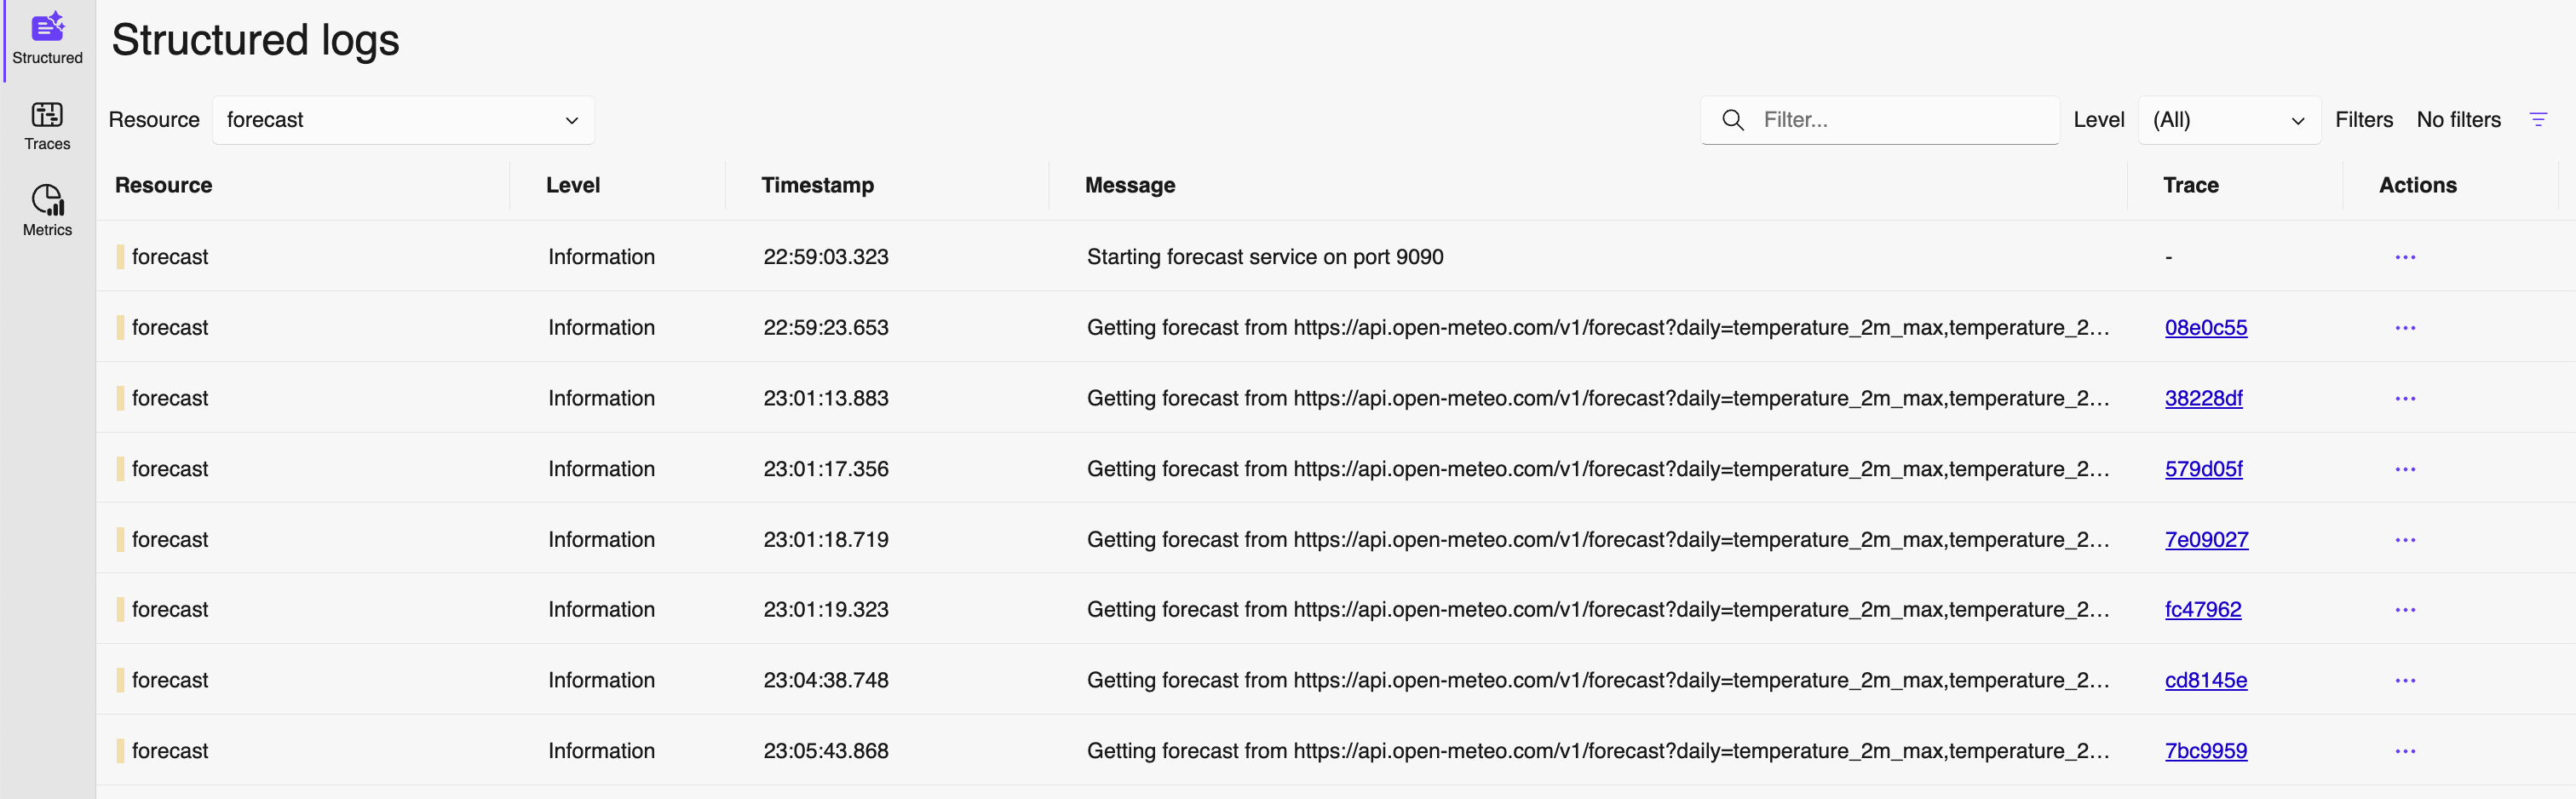 Structured
Traces
Metrics
Structured logs
Resource forecast Filter... Level (All) Filters No filters
Resource Level Timestamp Message Trace Actions
forecast Information 22:59:03.323 Starting forecast service on port 9090 - ...
forecast Information 22:59:23.653 Getting forecast from https://api.open-meteo.com/v1/forecast?daily=temperature_2m_max,temperature_2... 08e0c55 ...
forecast Information 23:01:13.883 Getting forecast from https://api.open-meteo.com/v1/forecast?daily=temperature_2m_max,temperature_2... 38228df ...
forecast Information 23:01:17.356 Getting forecast from https://api.open-meteo.com/v1/forecast?daily=temperature_2m_max,temperature_2... 579d05f ...
forecast Information 23:01:18.719 Getting forecast from https://api.open-meteo.com/v1/forecast?daily=temperature_2m_max,temperature_2... 7e09027 ...
forecast Information 23:01:19.323 Getting forecast from https://api.open-meteo.com/v1/forecast?daily=temperature_2m_max,temperature_2... fc47962 ...
forecast Information 23:04:38.748 Getting forecast from https://api.open-meteo.com/v1/forecast?daily=temperature_2m_max,temperature_2... cd8145e ...
forecast Information 23:05:43.868 Getting forecast from https://api.open-meteo.com/v1/forecast?daily=temperature_2m_max,temperature_2... 7bc9959 ...